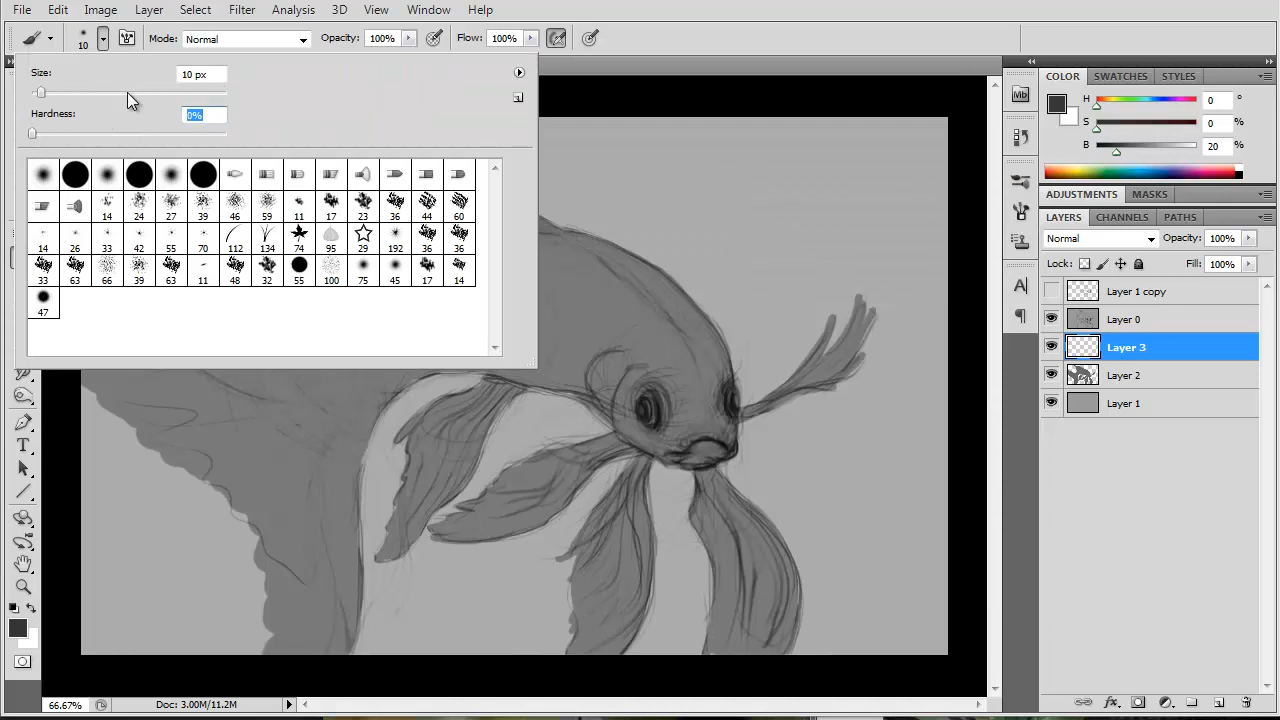 File Edit Image Layer Select Filter Analysis 3D View Window Help
10 Mode: Normal Opacity: 100% Flow: 100%
Size: 10 px
Hardness: 0%
14 24 27 39 46 59 11 17 23 36 44 60
14 26 33 42 55 70 112 134 74 95 29 192 36 36
33 63 66 39 63 11 48 32 55 100 75 45 17 14
47
Mb
A
COLOR SWATCHES STYLES
H 0 °
S 0 %
B 20 %
ADJUSTMENTS MASKS
LAYERS CHANNELS PATHS
Normal Opacity: 100%
Lock: Fill: 100%
Layer 1 copy
Layer 0
Layer 3
Layer 2
Layer 1
T
66.67% Doc: 3.00M/11.2M
fx